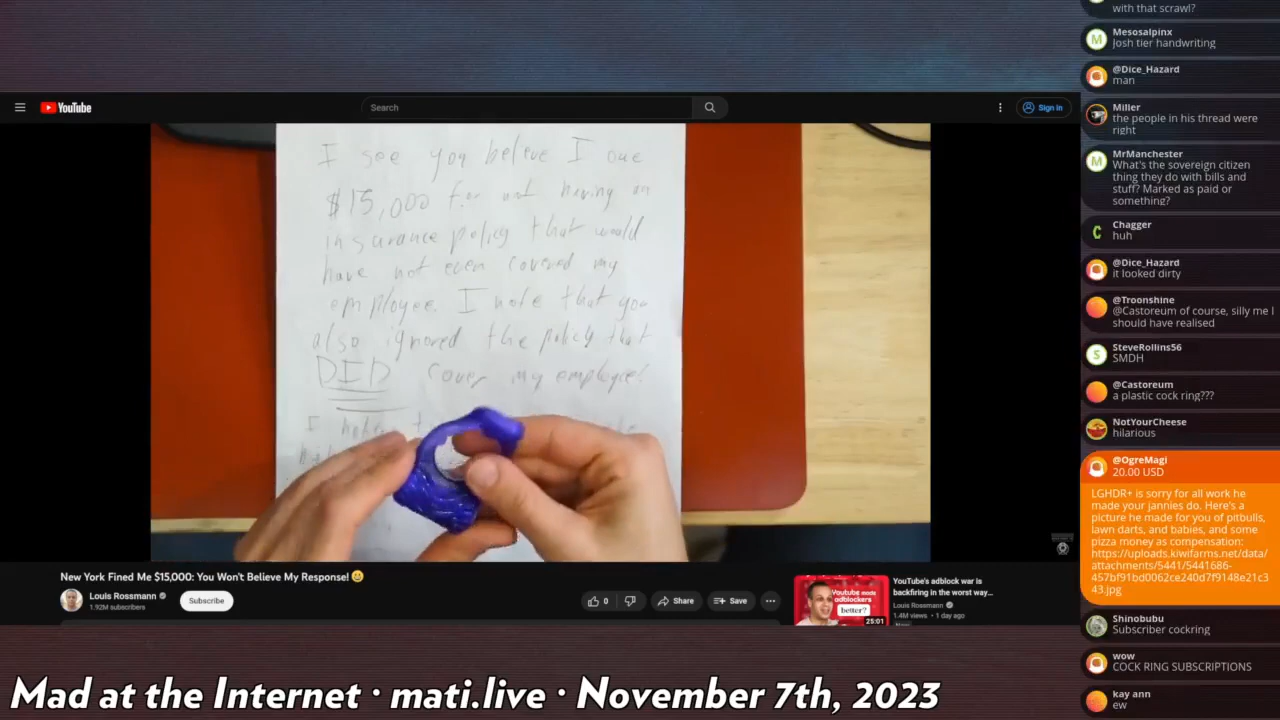 YouTube
Search
Sign in
I see you believe I owe
$15,000 for not having an
insurance policy that would
have not even covered my
employee. I note that you
also ignored the policy that
DID cover my employee!
New York Fined Me $15,000: You Won't Believe My Response!
Louis Rossmann
1.92M subscribers
Subscribe
0
Share
Save
YouTube's adblock war is
backfiring in the worst way...
Louis Rossmann
1.4M views • 1 day ago
better?
25:01
Mad at the Internet • mati.live • November 7th, 2023
with that scrawl?
Mesosalpinx
Josh tier handwriting
@Dice_Hazard
man
Miller
the people in his thread were
right
MrManchester
What's the sovereign citizen
thing they do with bills and
stuff? Marked as paid or
something?
Chagger
huh
@Dice_Hazard
it looked dirty
@Troonshine
@Castoreum of course, silly me I
should have realised
SteveRollins56
SMDH
@Castoreum
a plastic cock ring???
NotYourCheese
hilarious
@OgreMagi
20.00 USD
LGHDR+ is sorry for all work he
made your jannies do. Here's a
picture he made for you of pitbulls,
lawn darts, and babies, and some
pizza money as compensation:
https://uploads.kiwifarms.net/data/
attachments/5441/5441686-
457bf91bd0062ce240d7f9148e21c3
43.jpg
Shinobubu
Subscriber cockring
wow
COCK RING SUBSCRIPTIONS
kay ann
ew